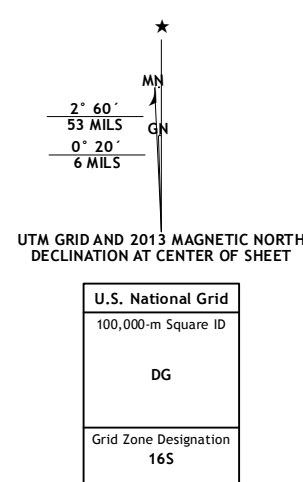 ★
MN
2° 60´
53 MILS
GN
0° 20´
6 MILS
UTM GRID AND 2013 MAGNETIC NORTH
DECLINATION AT CENTER OF SHEET
U.S. National Grid
100,000-m Square ID
DG
Grid Zone Designation
16S